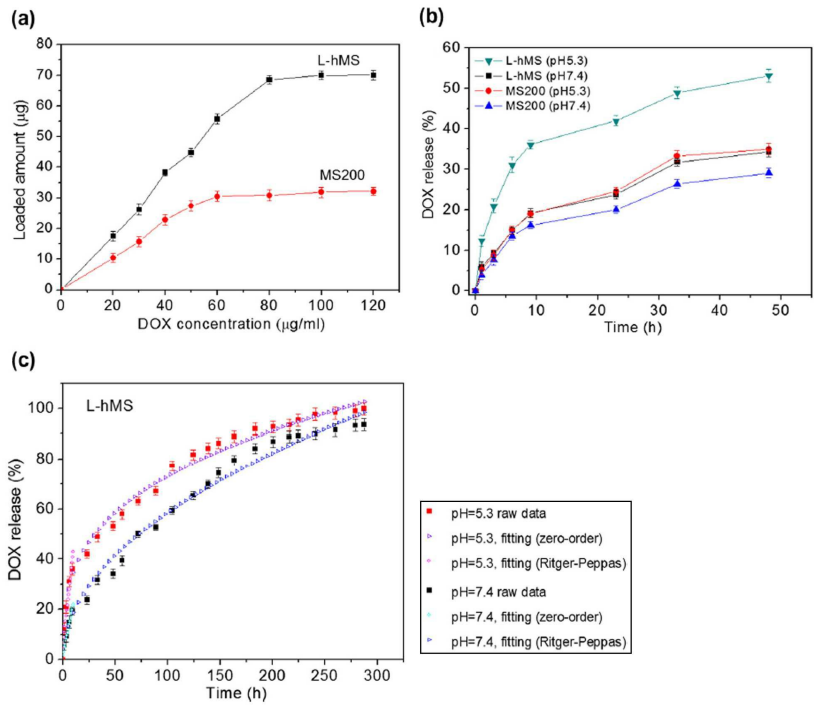 (a)
80
70
60
50
40
30
20
10
0
Loaded amount (μg)
L-hMS
MS200
0 20 40 60 80 100 120
DOX concentration (μg/ml)
(b)
60
50
40
30
20
10
0
DOX release (%)
L-hMS (pH5.3)
L-hMS (pH7.4)
MS200 (pH5.3)
MS200 (pH7.4)
0 10 20 30 40 50
Time (h)
(c)
100
80
60
40
20
0
DOX release (%)
L-hMS
0 50 100 150 200 250 300
Time (h)
pH=5.3 raw data
pH=5.3, fitting (zero-order)
pH=5.3, fitting (Ritger-Peppas)
pH=7.4 raw data
pH=7.4, fitting (zero-order)
pH=7.4, fitting (Ritger-Peppas)